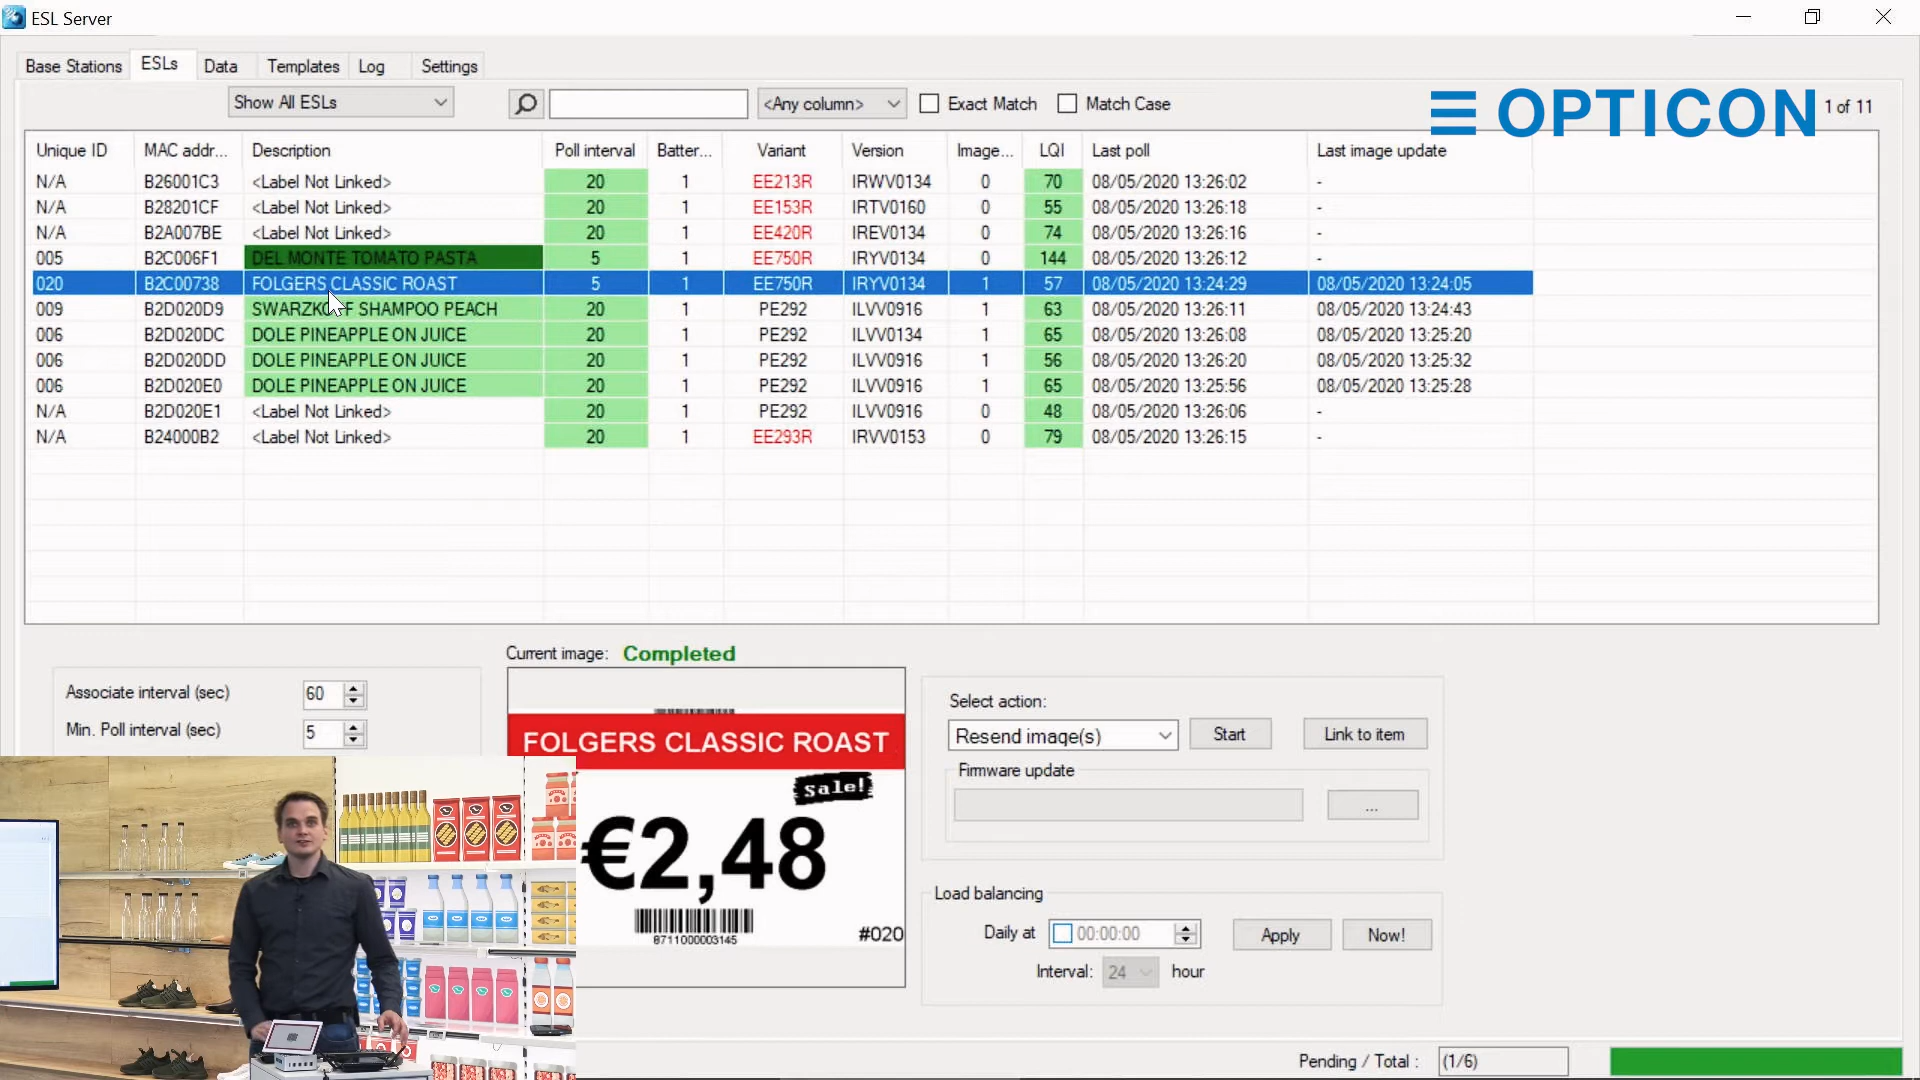 ESL Server
Base Stations ESLs Data Templates Log Settings
Show All ESLs <Any column> Exact Match Match Case 1 of 11
OPTICON
Unique ID MAC addr... Description Poll interval Batter... Variant Version Image... LQI Last poll Last image update
N/A B26001C3 <Label Not Linked> 20 1 EE213R IRWV0134 0 70 08/05/2020 13:26:02 -
N/A B28201CF <Label Not Linked> 20 1 EE153R IRTV0160 0 55 08/05/2020 13:26:18 -
N/A B2A007BE <Label Not Linked> 20 1 EE420R IREV0134 0 74 08/05/2020 13:26:16 -
005 B2C006F1 DEL MONTE TOMATO PASTA 5 1 EE750R IRYV0134 0 144 08/05/2020 13:26:12 -
020 B2C00738 FOLGERS CLASSIC ROAST 5 1 EE750R IRYV0134 1 57 08/05/2020 13:24:29 08/05/2020 13:24:05
009 B2D020D9 SWARZKOFF SHAMPOO PEACH 20 1 PE292 ILVV0916 1 63 08/05/2020 13:26:11 08/05/2020 13:24:43
006 B2D020DC DOLE PINEAPPLE ON JUICE 20 1 PE292 ILVV0134 1 65 08/05/2020 13:26:08 08/05/2020 13:25:20
006 B2D020DD DOLE PINEAPPLE ON JUICE 20 1 PE292 ILVV0916 1 56 08/05/2020 13:26:20 08/05/2020 13:25:32
006 B2D020E0 DOLE PINEAPPLE ON JUICE 20 1 PE292 ILVV0916 1 65 08/05/2020 13:25:56 08/05/2020 13:25:28
N/A B2D020E1 <Label Not Linked> 20 1 PE292 ILVV0916 0 48 08/05/2020 13:26:06 -
N/A B24000B2 <Label Not Linked> 20 1 EE293R IRVV0153 0 79 08/05/2020 13:26:15 -
Current image: Completed
Associate interval (sec) 60
Min. Poll interval (sec) 5
FOLGERS CLASSIC ROAST
Sale!
€2,48
8711000003145
#020
Select action:
Resend image(s) Start Link to item
Firmware update
...
Load balancing
Daily at 00:00:00 Apply Now!
Interval: 24 hour
Pending / Total : (1/6)